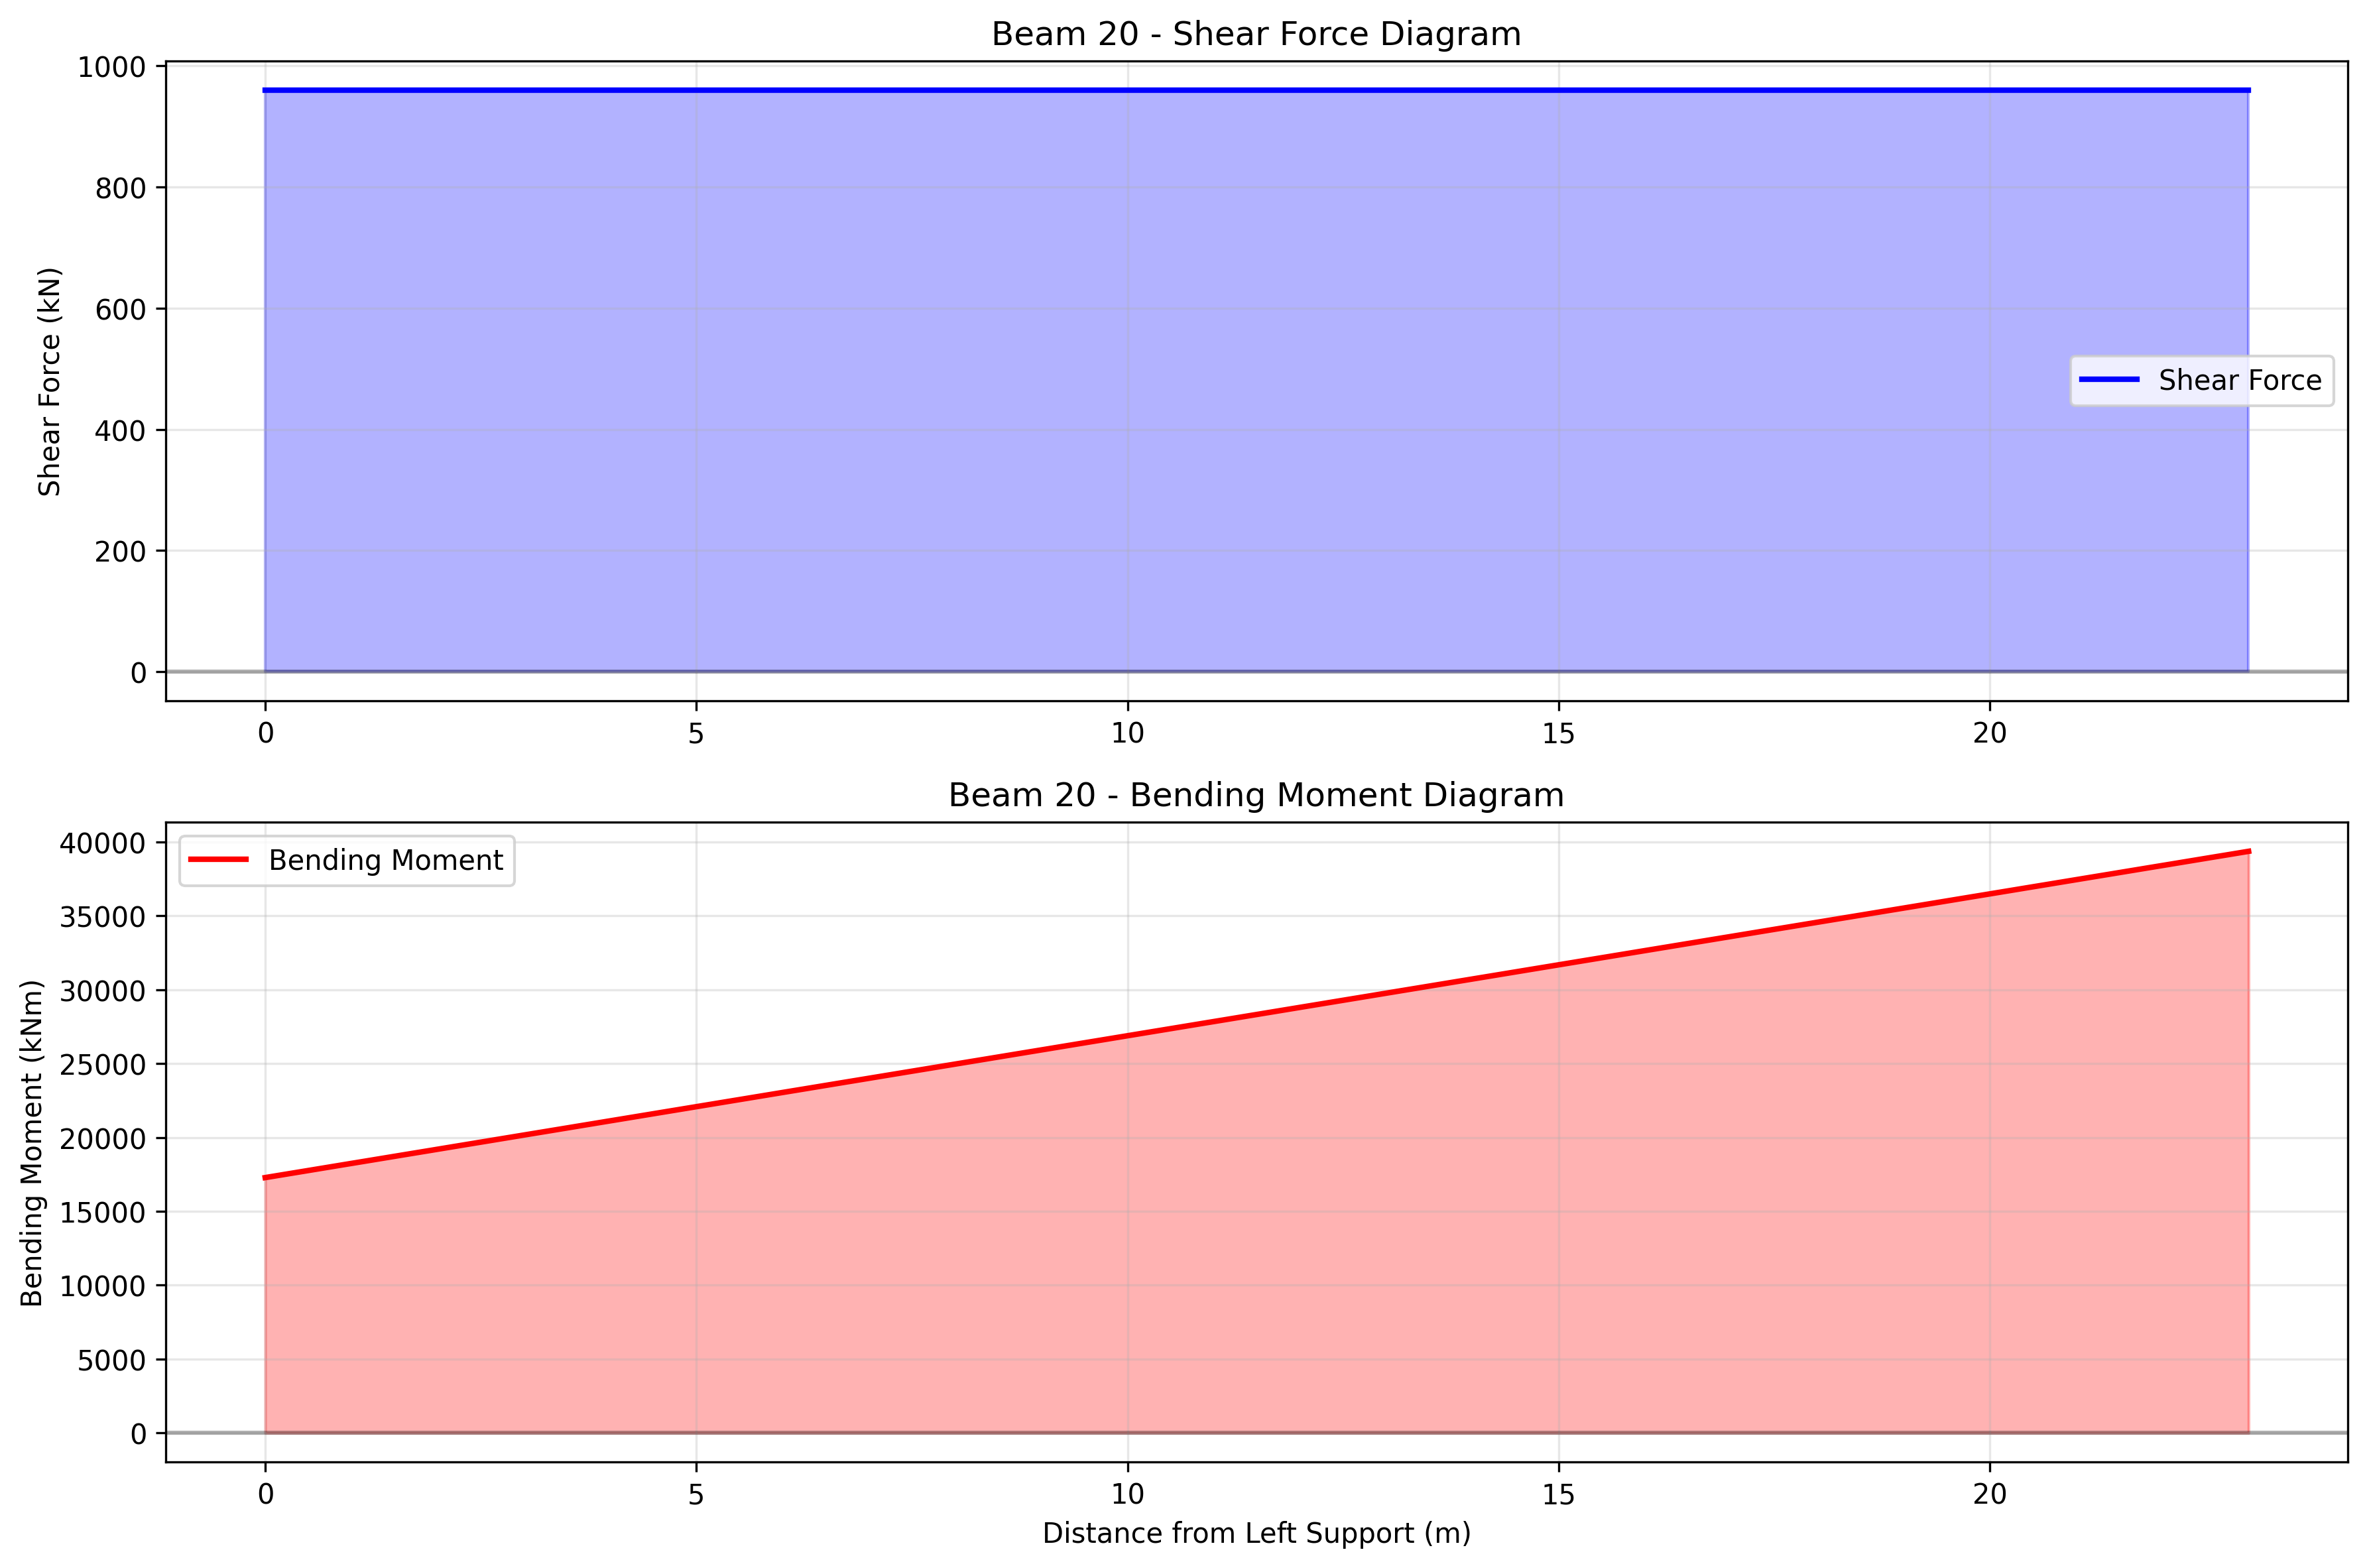 Beam 20 - Shear Force Diagram
1000
800
600
400
200
0
Shear Force (kN)
Shear Force
0 5 10 15 20
Beam 20 - Bending Moment Diagram
40000
35000
30000
25000
20000
15000
10000
5000
0
Bending Moment (kNm)
Bending Moment
0 5 10 15 20
Distance from Left Support (m)